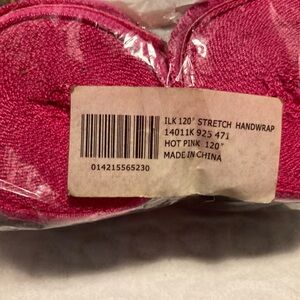 ILK 120" STRETCH HANDWRAP
14011K 925 471
HOT PINK 120"
MADE IN CHINA
014215565230